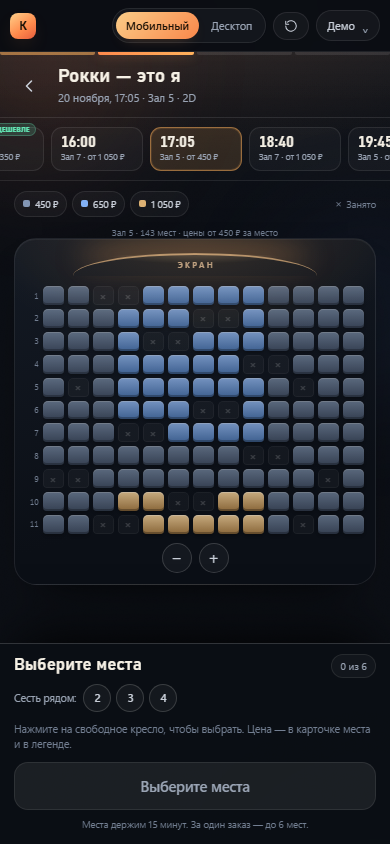 K
Мобильный Десктоп Демо
Рокки — это я
20 ноября, 17:05 · Зал 5 · 2D
ДЕШЕВЛЕ
350 ₽
16:00
Зал 7 · от 1 050 ₽
17:05
Зал 5 · от 450 ₽
18:40
Зал 7 · от 1 050 ₽
19:45
Зал 5 · о
450 ₽ 650 ₽ 1 050 ₽ × Занято
Зал 5 · 143 мест · цены от 450 ₽ за место
ЭКРАН
1
2
3
4
5
6
7
8
9
10
11
− +
Выберите места 0 из 6
Сесть рядом: 2 3 4
Нажмите на свободное кресло, чтобы выбрать. Цена — в карточке места
и в легенде.
Выберите места
Места держим 15 минут. За один заказ — до 6 мест.